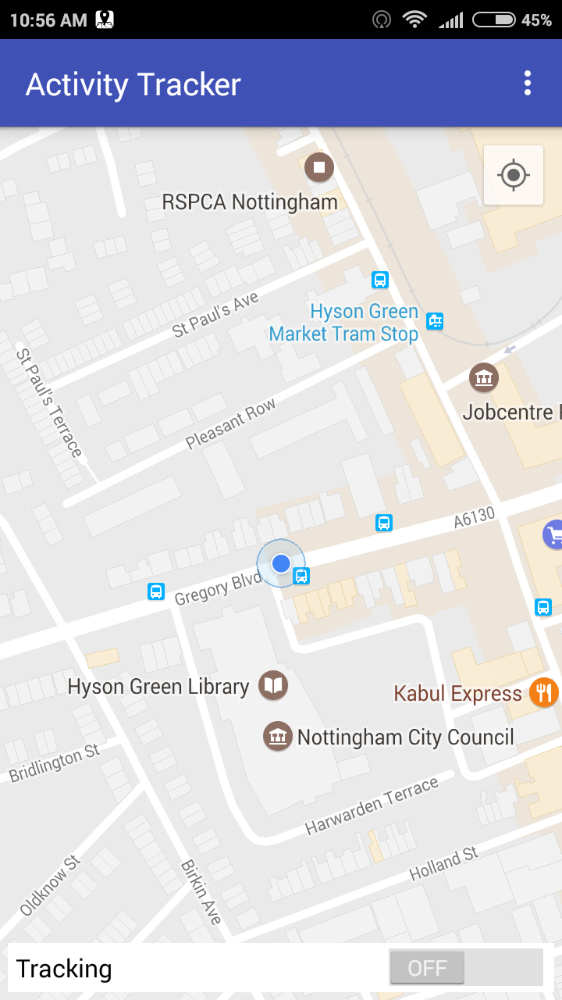 10:56 AM
45%
Activity Tracker
RSPCA Nottingham
St Paul's Ave
Hyson Green
Market Tram Stop
St Paul's Terrace
Jobcentre
Pleasant Row
A6130
Gregory Blvd
Hyson Green Library
Kabul Express
Nottingham City Council
Bridlington St
Harwarden Terrace
Holland St
Oldknow St
Birkin Ave
Tracking
OFF